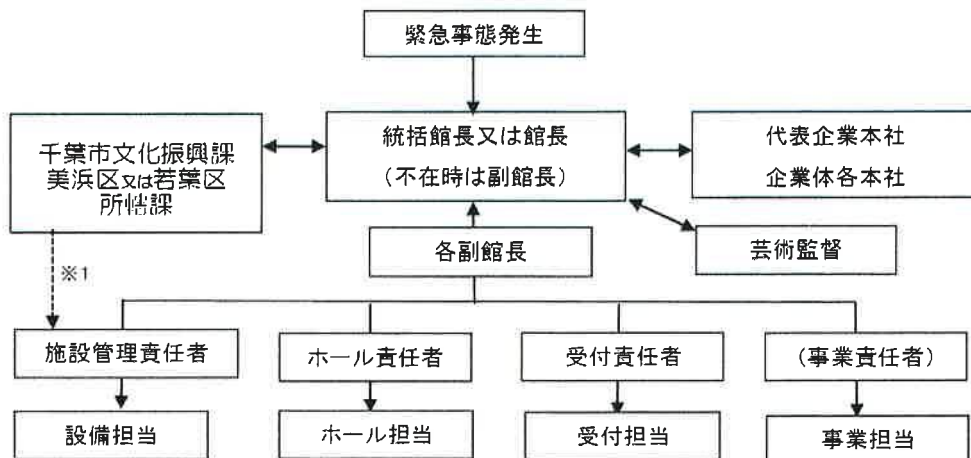 緊急事態発生
千葉市文化振興課
美浜区又は若葉区
所惰課
統括館長又は館長
(不在時は副館長)
代表企業本社
企業体各本社
各副館長
芸術監督
※1
施設管理責任者
ホール責任者
受付責任者
(事業責任者)
設備担当
ホール担当
受付担当
事業担当